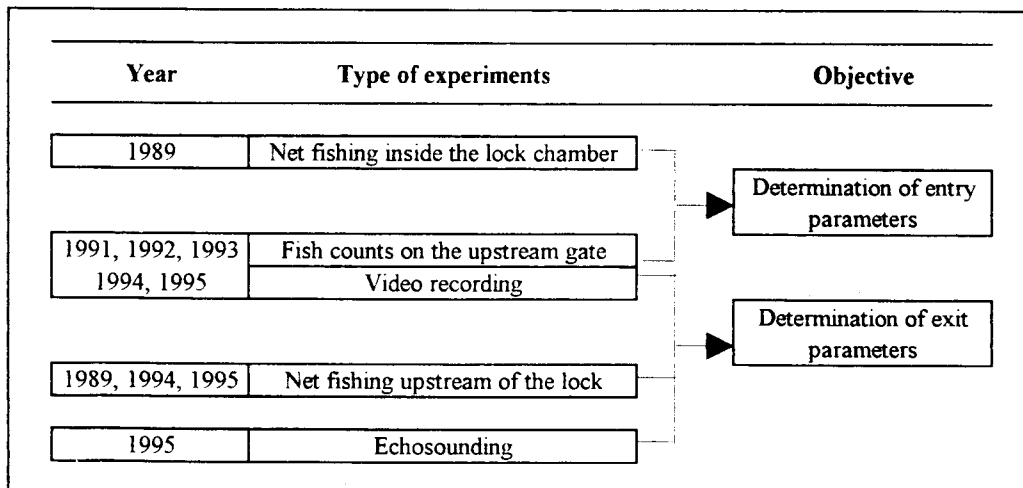 Year Type of experiments Objective
1989 Net fishing inside the lock chamber
Determination of entry
parameters
1991, 1992, 1993 Fish counts on the upstream gate
1994, 1995 Video recording
Determination of exit
parameters
1989, 1994, 1995 Net fishing upstream of the lock
1995 Echosounding